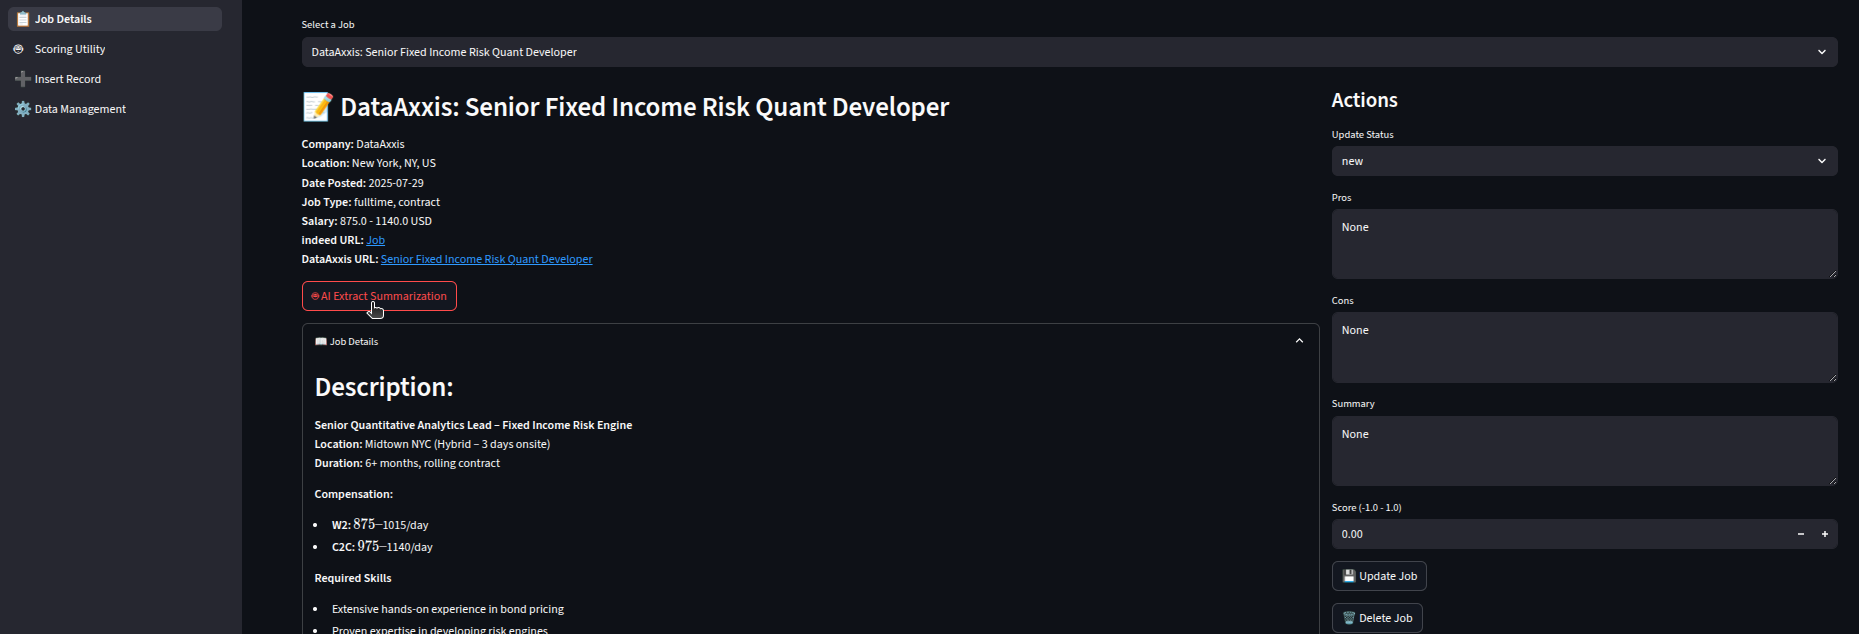 Job Details
Scoring Utility
Insert Record
Data Management
Select a Job
DataAxxis: Senior Fixed Income Risk Quant Developer
DataAxxis: Senior Fixed Income Risk Quant Developer
Company: DataAxxis
Location: New York, NY, US
Date Posted: 2025-07-29
Job Type: fulltime, contract
Salary: 875.0 - 1140.0 USD
indeed URL: Job
DataAxxis URL: Senior Fixed Income Risk Quant Developer
AI Extract Summarization
Job Details
Description:
Senior Quantitative Analytics Lead – Fixed Income Risk Engine
Location: Midtown NYC (Hybrid – 3 days onsite)
Duration: 6+ months, rolling contract
Compensation:
• W2: 875–1015/day
• C2C: 975–1140/day
Required Skills
• Extensive hands-on experience in bond pricing
• Proven expertise in developing risk engines
Actions
Update Status
new
Pros
None
Cons
None
Summary
None
Score (-1.0 - 1.0)
0.00
Update Job
Delete Job